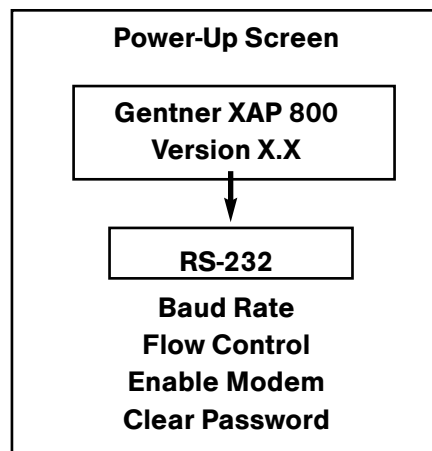 Power-Up Screen
Gentner XAP 800
Version X.X
RS-232
Baud Rate
Flow Control
Enable Modem
Clear Password